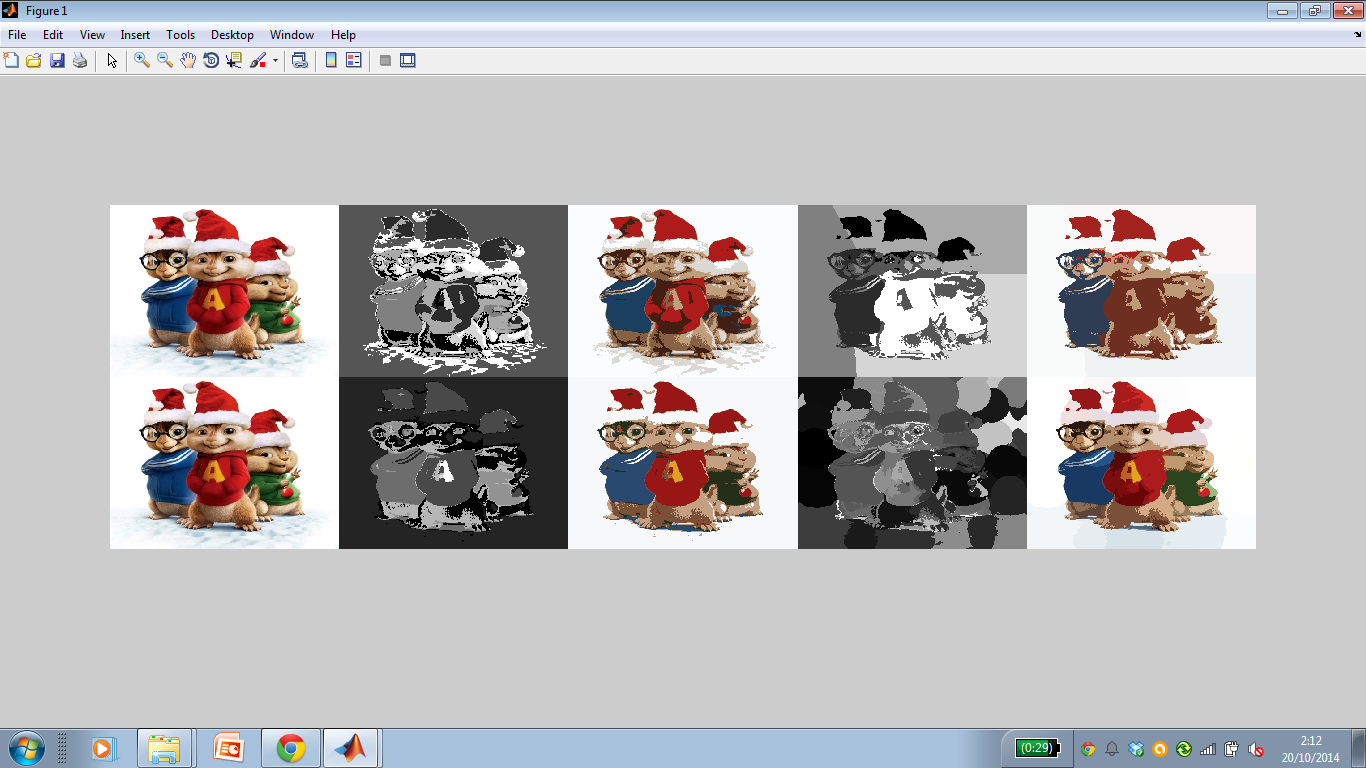 Figure 1
File Edit View Insert Tools Desktop Window Help
A
A
A
A
A
A
(0:29)
2:12
20/10/2014